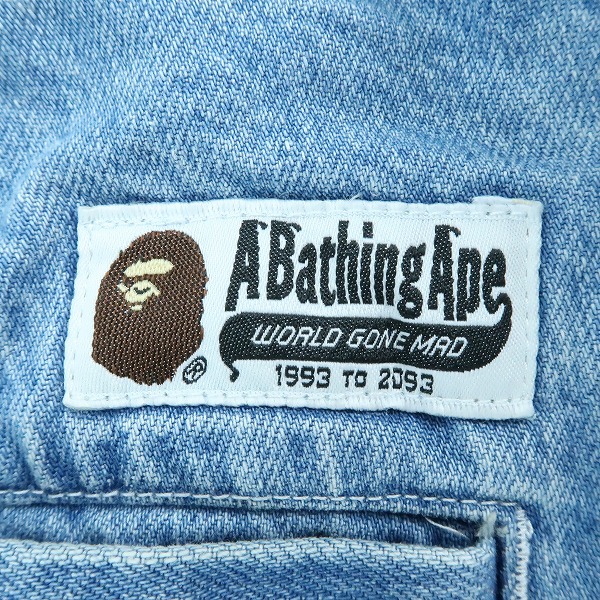 A Bathing Ape
WORLD GONE MAD
1993 TO 2093
®